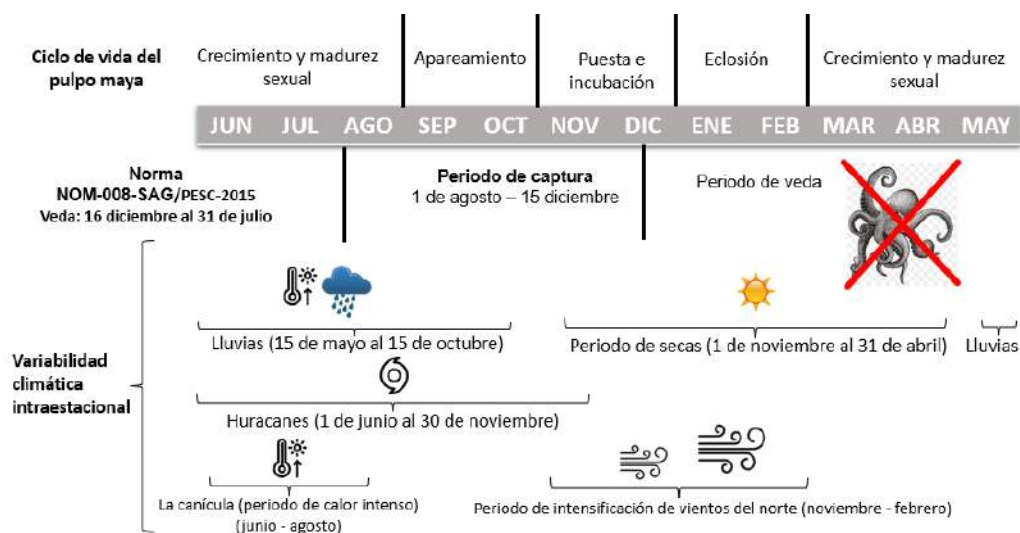 Ciclo de vida del
pulpo maya
Crecimiento y madurez
sexual
Apareamiento
Puesta e
incubación
Eclosión
Crecimiento y madurez
sexual
JUN JUL AGO SEP OCT NOV DIC ENE FEB MAR ABR MAY
Norma
NOM-008-SAG/PESC-2015
Veda: 16 diciembre al 31 de julio
Periodo de captura
1 de agosto – 15 diciembre
Periodo de veda
Variabilidad
climática
intraestacional
Lluvias (15 de mayo al 15 de octubre)
Periodo de secas (1 de noviembre al 31 de abril)
Lluvias
Huracanes (1 de junio al 30 de noviembre)
La canícula (periodo de calor intenso)
(junio - agosto)
Periodo de intensificación de vientos del norte (noviembre - febrero)